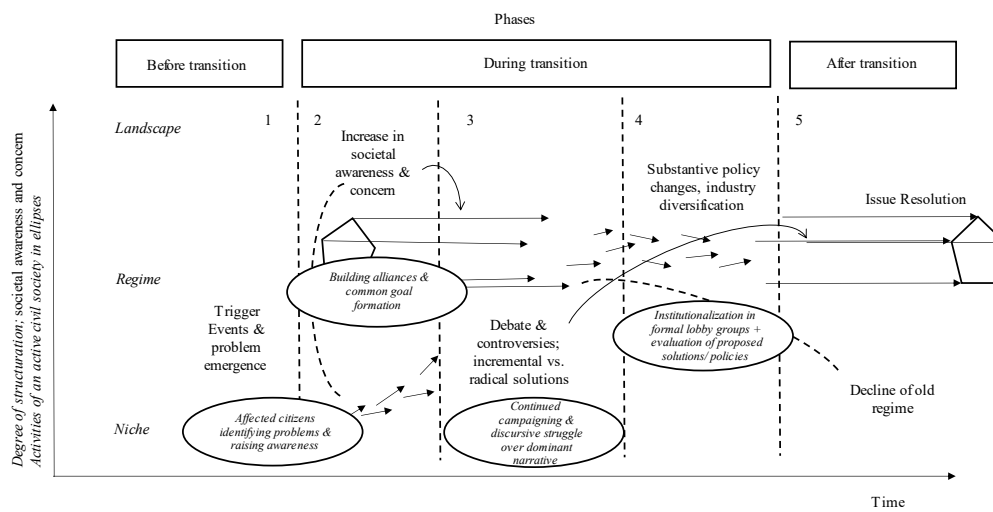 Phases
Before transition
During transition
After transition
Landscape
1
2
3
4
5
Increase in
societal
awareness &
concern
Substantive policy
changes, industry
diversification
Issue Resolution
Regime
Building alliances &
common goal
formation
Trigger
Events &
problem
emergence
Debate &
controversies;
incremental vs.
radical solutions
Institutionalization in
formal lobby groups +
evaluation of proposed
solutions/ policies
Decline of old
regime
Niche
Affected citizens
identifying problems &
raising awareness
Continued
campaigning &
discursive struggle
over dominant
narrative
Time
Degree of structuration; societal awareness and concern
Activities of an active civil society in ellipses